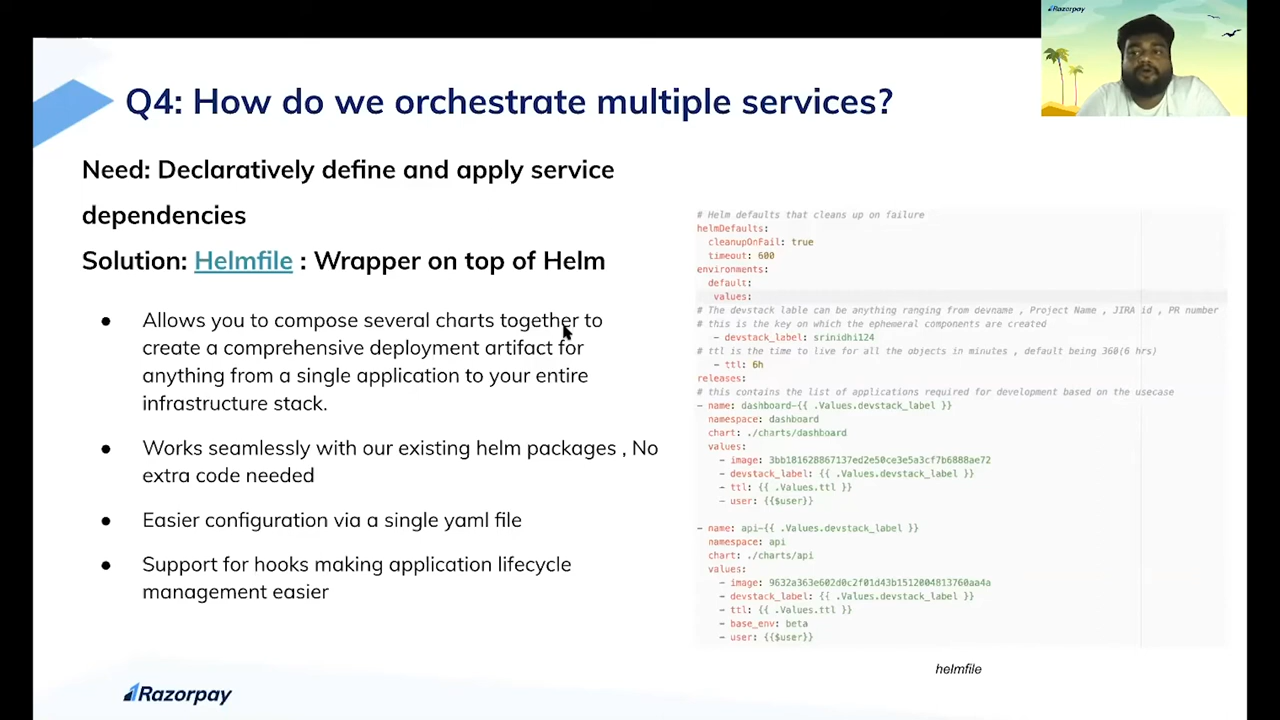 Razorpay
Q4: How do we orchestrate multiple services?
Need: Declaratively define and apply service
dependencies
Solution: Helmfile : Wrapper on top of Helm
● Allows you to compose several charts together to
create a comprehensive deployment artifact for
anything from a single application to your entire
infrastructure stack.
● Works seamlessly with our existing helm packages , No
extra code needed
● Easier configuration via a single yaml file
● Support for hooks making application lifecycle
management easier
# Helm defaults that cleans up on failure
helmDefaults:
  cleanupOnFail: true
  timeout: 600
environments:
  default:
   values:
# The devstack lable can be anything ranging from devname , Project Name , JIRA id , PR number
# this is the key on which the ephemeral components are created
    - devstack_label: srinidhi124
# ttl is the time to live for all the objects in minutes , default being 360(6 hrs)
    - ttl: 6h
releases:
# this contains the list of applications required for development based on the usecase
- name: dashboard-{{ .Values.devstack_label }}
  namespace: dashboard
  chart: ./charts/dashboard
  values:
    - image: 3bb181628867137ed2e50ce3e5a3cf7b6888ae72
    - devstack_label: {{ .Values.devstack_label }}
    - ttl: {{ .Values.ttl }}
    - user: {{$user}}
- name: api-{{ .Values.devstack_label }}
  namespace: api
  chart: ./charts/api
  values:
    - image: 9632a363e602d0c2f01d43b1512004813760aa4a
    - devstack_label: {{ .Values.devstack_label }}
    - ttl: {{ .Values.ttl }}
    - base_env: beta
    - user: {{$user}}
helmfile
Razorpay